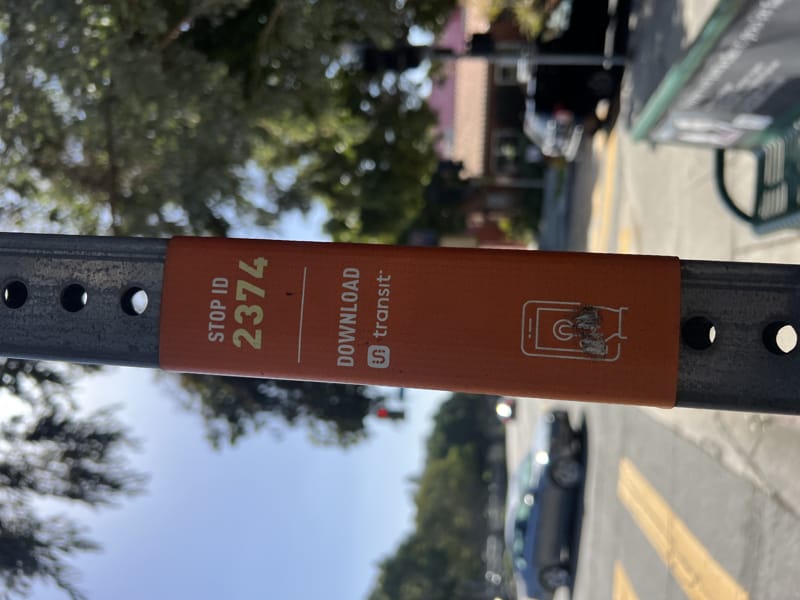 STOP ID
2374
DOWNLOAD
transit